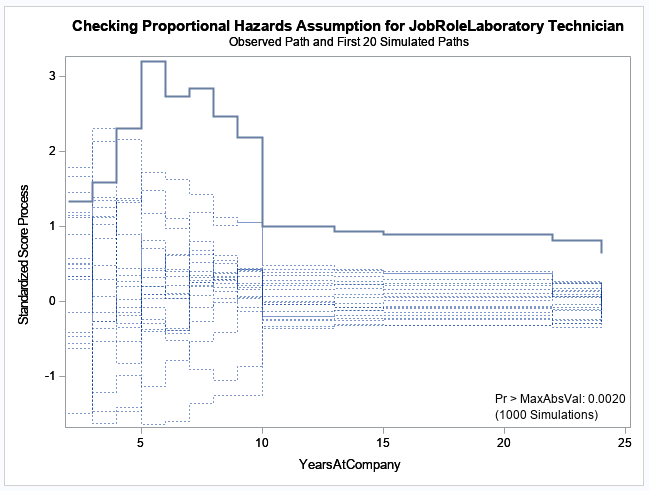 Checking Proportional Hazards Assumption for JobRoleLaboratory Technician
Observed Path and First 20 Simulated Paths
Standardized Score Process
3
2
1
0
-1
Pr > MaxAbsVal: 0.0020
(1000 Simulations)
5
10
15
20
25
YearsAtCompany